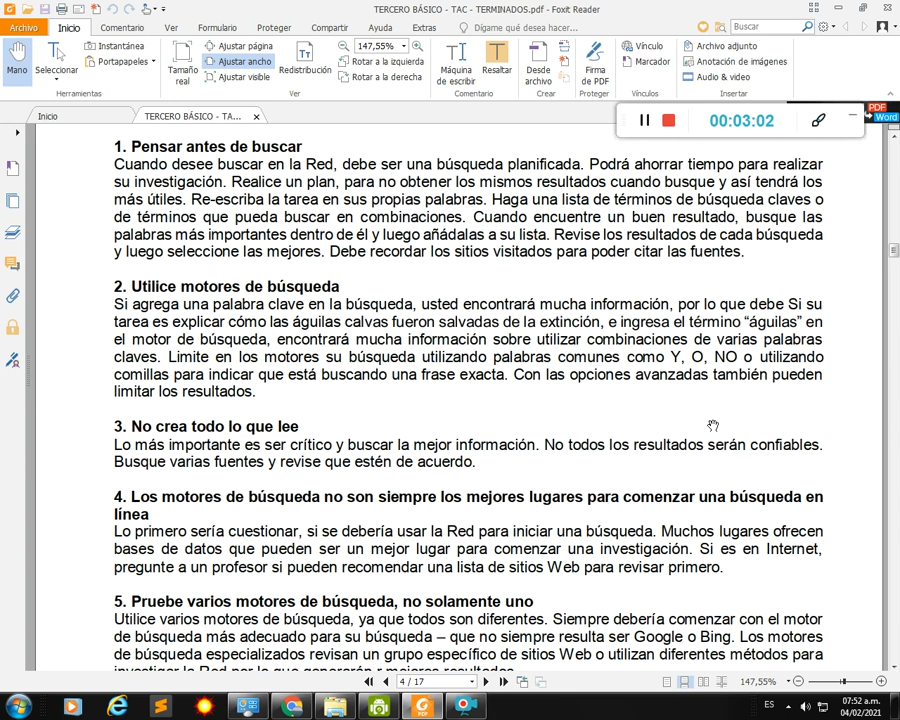 TERCERO BÁSICO - TAC - TERMINADOS.pdf - Foxit Reader
Archivo Inicio Comentario Ver Formulario Proteger Compartir Ayuda Extras Dígame qué desea hacer... Buscar
Mano
Seleccionar
Instantánea
Portapapeles
Herramientas
Tamaño real
Ajustar página
Ajustar ancho
Ajustar visible
Redistribución
147,55%
Rotar a la izquierda
Rotar a la derecha
Ver
Máquina de escribir
Resaltar
Comentario
Desde archivo
Crear
Firma de PDF
Proteger
Vínculo
Marcador
Vínculos
Archivo adjunto
Anotación de imágenes
Audio & video
Insertar
Inicio TERCERO BÁSICO - TA...
00:03:02
PDF
Word
1. Pensar antes de buscar
Cuando desee buscar en la Red, debe ser una búsqueda planificada. Podrá ahorrar tiempo para realizar
su investigación. Realice un plan, para no obtener los mismos resultados cuando busque y así tendrá los
más útiles. Re-escriba la tarea en sus propias palabras. Haga una lista de términos de búsqueda claves o
de términos que pueda buscar en combinaciones. Cuando encuentre un buen resultado, busque las
palabras más importantes dentro de él y luego añádalas a su lista. Revise los resultados de cada búsqueda
y luego seleccione las mejores. Debe recordar los sitios visitados para poder citar las fuentes.
2. Utilice motores de búsqueda
Si agrega una palabra clave en la búsqueda, usted encontrará mucha información, por lo que debe Si su
tarea es explicar cómo las águilas calvas fueron salvadas de la extinción, e ingresa el término “águilas” en
el motor de búsqueda, encontrará mucha información sobre utilizar combinaciones de varias palabras
claves. Limite en los motores su búsqueda utilizando palabras comunes como Y, O, NO o utilizando
comillas para indicar que está buscando una frase exacta. Con las opciones avanzadas también pueden
limitar los resultados.
3. No crea todo lo que lee
Lo más importante es ser crítico y buscar la mejor información. No todos los resultados serán confiables.
Busque varias fuentes y revise que estén de acuerdo.
4. Los motores de búsqueda no son siempre los mejores lugares para comenzar una búsqueda en
línea
Lo primero sería cuestionar, si se debería usar la Red para iniciar una búsqueda. Muchos lugares ofrecen
bases de datos que pueden ser un mejor lugar para comenzar una investigación. Si es en Internet,
pregunte a un profesor si pueden recomendar una lista de sitios Web para revisar primero.
5. Pruebe varios motores de búsqueda, no solamente uno
Utilice varios motores de búsqueda, ya que todos son diferentes. Siempre debería comenzar con el motor
de búsqueda más adecuado para su búsqueda – que no siempre resulta ser Google o Bing. Los motores
de búsqueda especializados revisan un grupo específico de sitios Web o utilizan diferentes métodos para
4 / 17
147,55%
ES
07:52 a.m.
04/02/2021